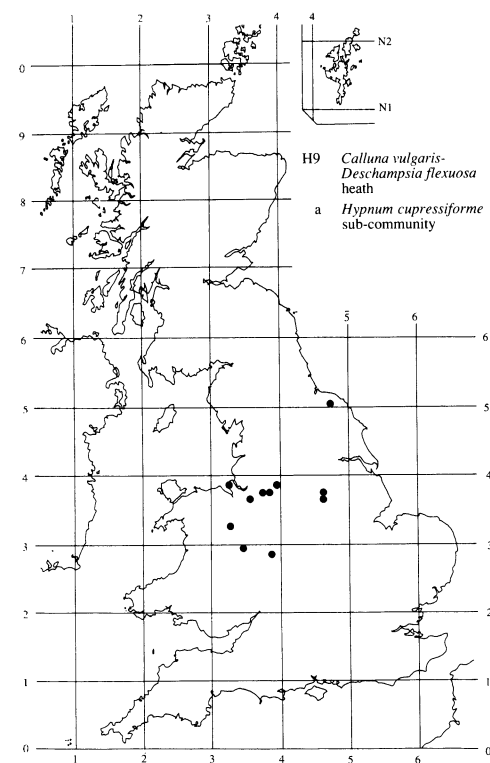 1 2 3 4
4
N2
N1
0
9
8
7
6
5
4
3
2
1
0
H9 Calluna vulgaris-
Deschampsia flexuosa
heath
a Hypnum cupressiforme
sub-community
5 6
6
5
4
3
2
1
0
1 2 3 4 5 6